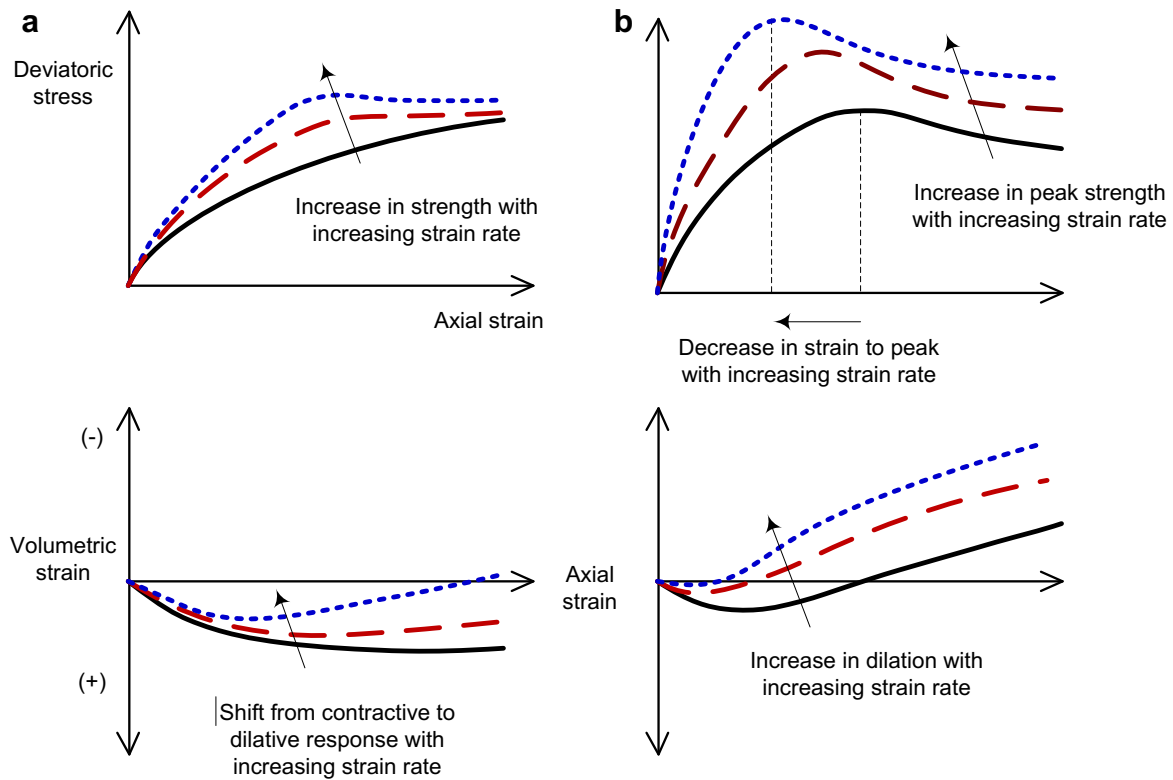 a
Deviatoric
stress
Increase in strength with
increasing strain rate
Axial strain
b
Increase in peak strength
with increasing strain rate
Decrease in strain to peak
with increasing strain rate
(-)
Volumetric
strain
(+)
Shift from contractive to
dilative response with
increasing strain rate
Axial
strain
Increase in dilation with
increasing strain rate